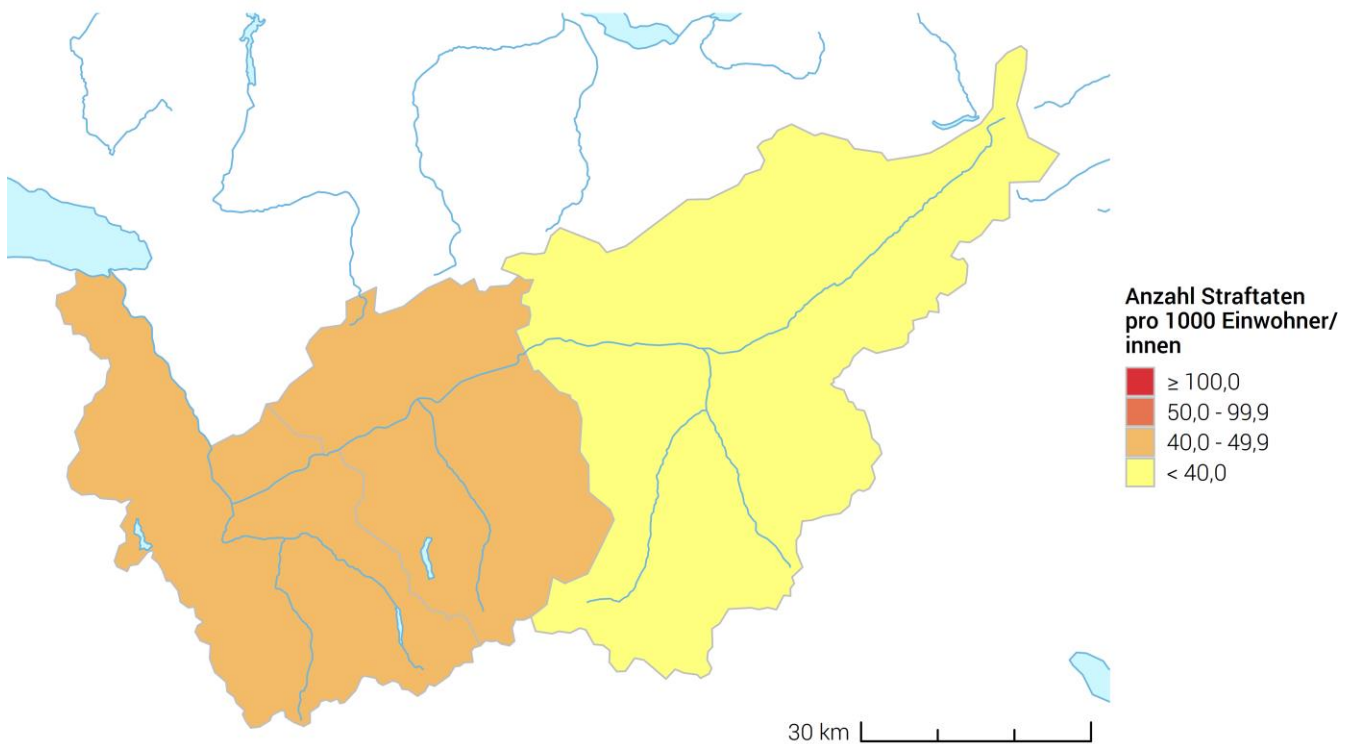 Anzahl Straftaten
pro 1000 Einwohner/
innen
≥ 100,0
50,0 - 99,9
40,0 - 49,9
< 40,0
30 km